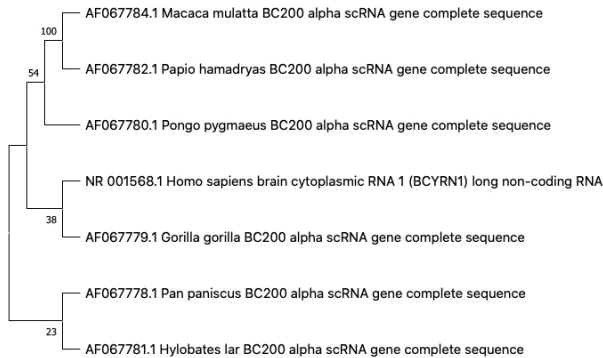 AF067784.1 Macaca mulatta BC200 alpha scRNA gene complete sequence
100
AF067782.1 Papio hamadryas BC200 alpha scRNA gene complete sequence
54
AF067780.1 Pongo pygmaeus BC200 alpha scRNA gene complete sequence
NR 001568.1 Homo sapiens brain cytoplasmic RNA 1 (BCYRN1) long non-coding RNA
38
AF067779.1 Gorilla gorilla BC200 alpha scRNA gene complete sequence
AF067778.1 Pan paniscus BC200 alpha scRNA gene complete sequence
23
AF067781.1 Hylobates lar BC200 alpha scRNA gene complete sequence